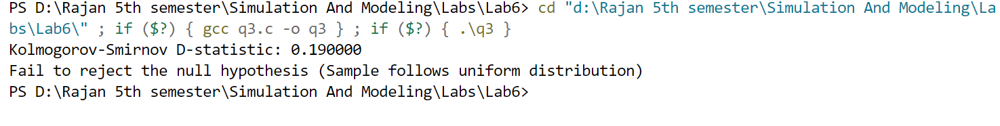 PS D:\Rajan 5th semester\Simulation And Modeling\Labs\Lab6> cd "d:\Rajan 5th semester\Simulation And Modeling\La
bs\Lab6\" ; if ($?) { gcc q3.c -o q3 } ; if ($?) { .\q3 }
Kolmogorov-Smirnov D-statistic: 0.190000
Fail to reject the null hypothesis (Sample follows uniform distribution)
PS D:\Rajan 5th semester\Simulation And Modeling\Labs\Lab6>